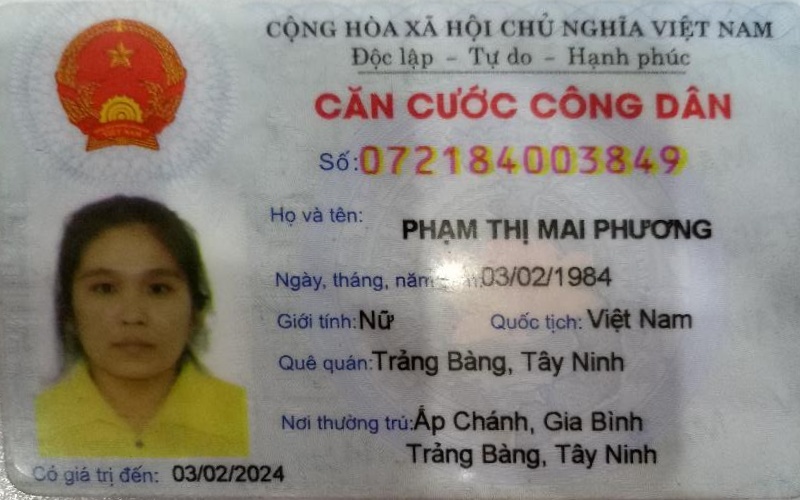 CỘNG HÒA XÃ HỘI CHỦ NGHĨA VIỆT NAM
Độc lập - Tự do - Hạnh phúc
CĂN CƯỚC CÔNG DÂN
Số: 072184003849
Họ và tên: PHẠM THỊ MAI PHƯƠNG
Ngày, tháng, năm 03/02/1984
Giới tính: Nữ Quốc tịch: Việt Nam
Quê quán: Trảng Bàng, Tây Ninh
Nơi thường trú: Ấp Chánh, Gia Bình
Trảng Bàng, Tây Ninh
Có giá trị đến: 03/02/2024